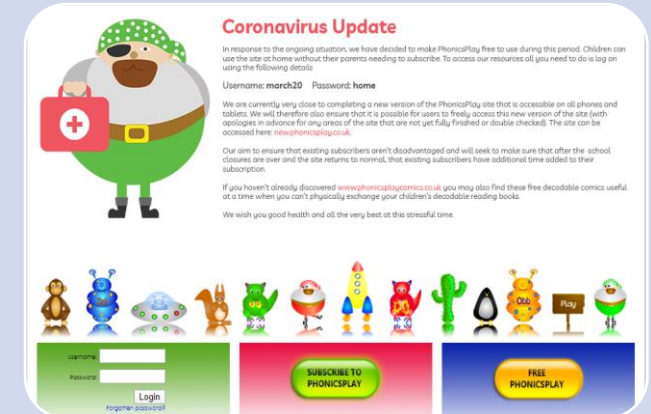 Coronavirus Update
In response to the ongoing situation, we have decided to make PhonicsPlay free to use during this period. Children can
use the site at home without their parents needing to subscribe. To access our resources all you need to do is log on
using the following details:
Username: march20 Password: home
We are currently very close to completing a new version of the PhonicsPlay site that is accessible on all phones and
tablets. We will therefore also ensure that it is possible for users to freely access this new version of the site (with
apologies in advance for any areas of the site that are not yet fully finished or double checked). The site can be
accessed here: new.phonicsplay.co.uk.
Our aim to ensure that existing subscribers aren't disadvantaged and will seek to make sure that after the school
closures are over and the site returns to normal, that existing subscribers have additional time added to their
subscription.
If you haven't already discovered www.phonicsplaycomics.co.uk you may also find these free decodable comics useful
at a time when you can't physically exchange your children's decodable reading books.
We wish you good health and all the very best at this stressful time.
Obb
Play
Username:
Password:
Login
Forgotten password?
SUBSCRIBE TO
PHONICSPLAY
FREE
PHONICSPLAY